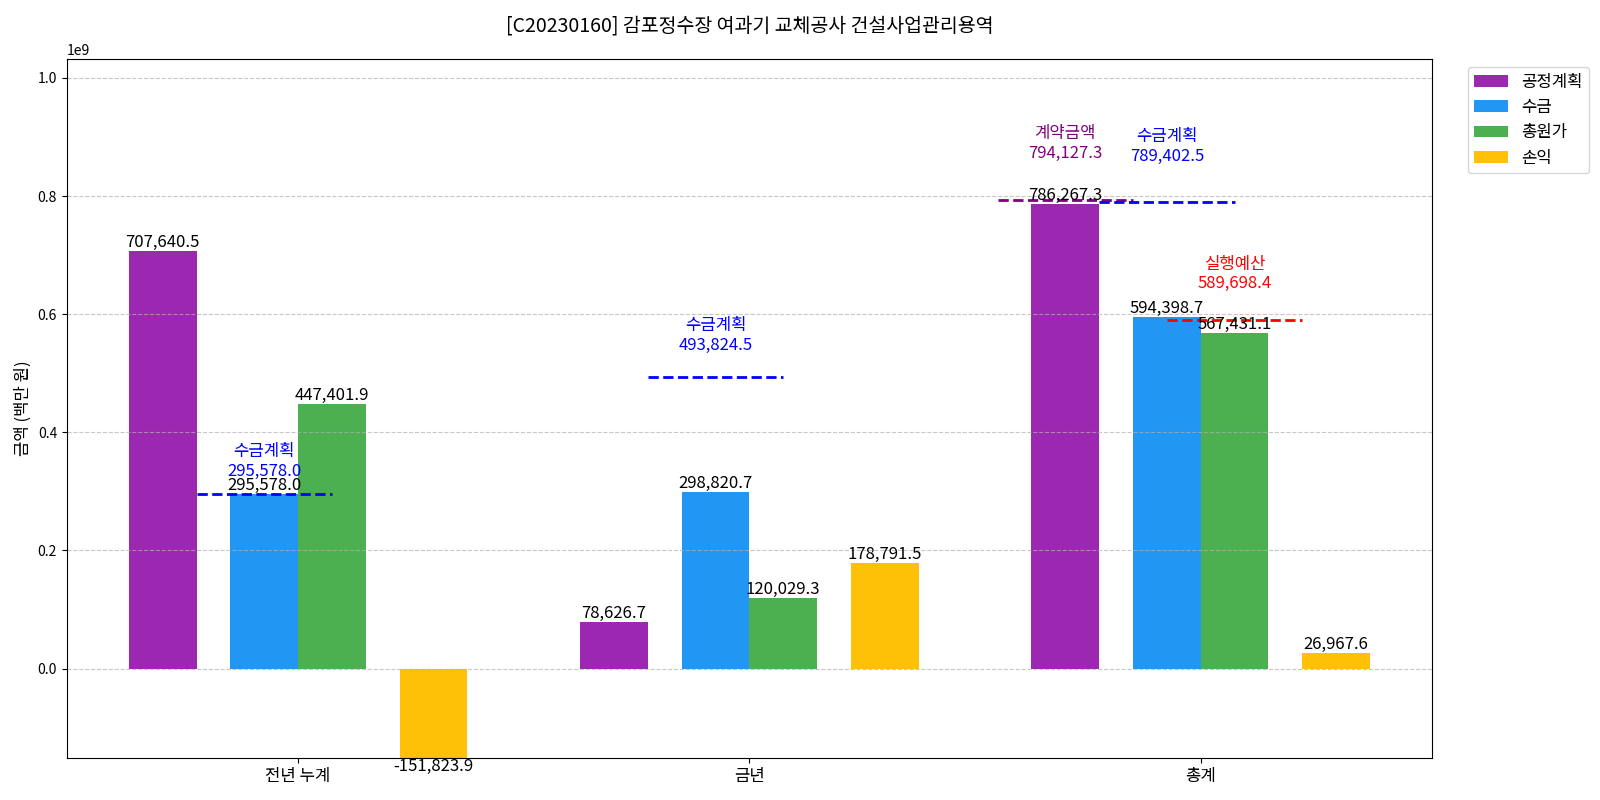 [C20230160] 감포정수장 여과기 교체공사 건설사업관리용역
1e9
1.0
0.8
0.6
0.4
0.2
0.0
금액 (백만 원)
707,640.5
수금계획
295,578.0
295,578.0
447,401.9
-151,823.9
78,626.7
수금계획
493,824.5
298,820.7
120,029.3
178,791.5
계약금액
794,127.3
786,267.3
수금계획
789,402.5
실행예산
589,698.4
594,398.7
567,431.1
26,967.6
전년 누계
금년
총계
공정계획
수금
총원가
손익